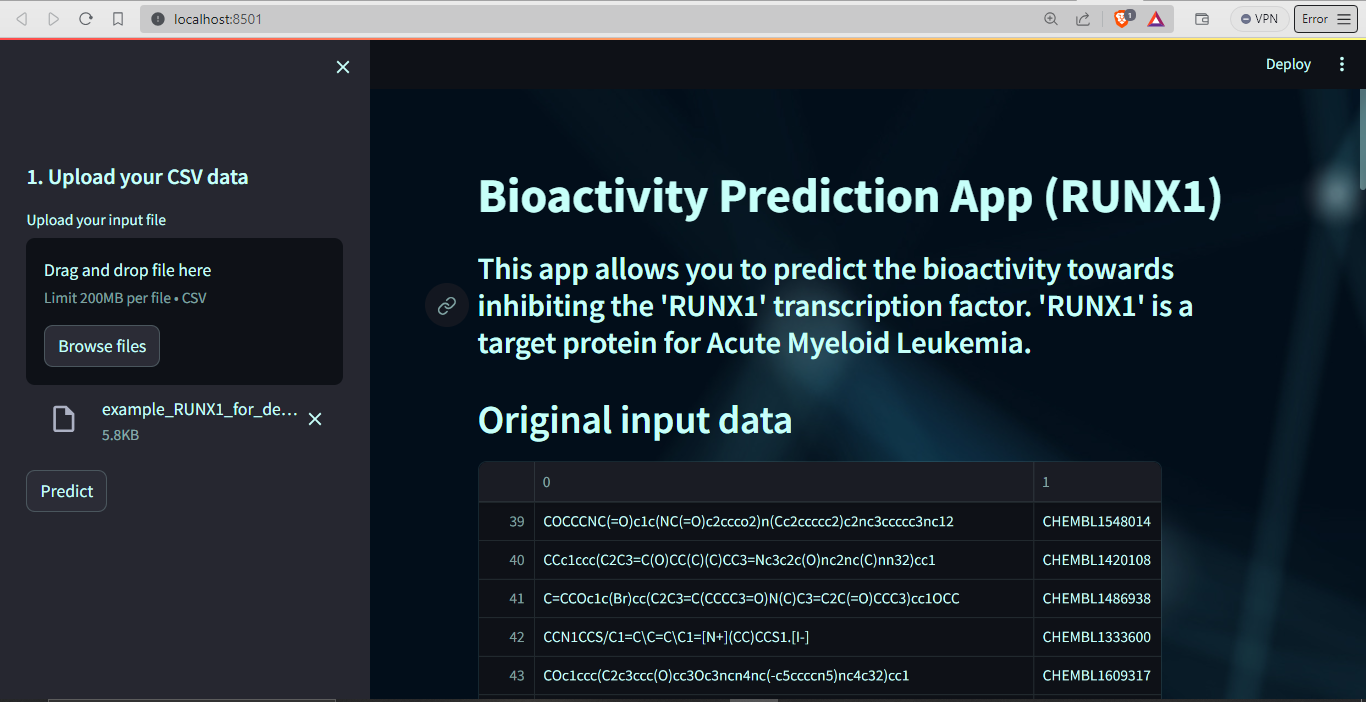 localhost:8501
1
VPN
Error
Deploy
1. Upload your CSV data
Upload your input file
Drag and drop file here
Limit 200MB per file • CSV
Browse files
example_RUNX1_for_de...
5.8KB
Predict
Bioactivity Prediction App (RUNX1)
This app allows you to predict the bioactivity towards
inhibiting the 'RUNX1' transcription factor. 'RUNX1' is a
target protein for Acute Myeloid Leukemia.
Original input data
0 1
39 COCCCNC(=O)c1c(NC(=O)c2ccco2)n(Cc2ccccc2)c2nc3ccccc3nc12 CHEMBL1548014
40 CCc1ccc(C2C3=C(O)CC(C)(C)CC3=Nc3c2c(O)nc2nc(C)nn32)cc1 CHEMBL1420108
41 C=CCOc1c(Br)cc(C2C3=C(CCCC3=O)N(C)C3=C2C(=O)CCC3)cc1OCC CHEMBL1486938
42 CCN1CCS/C1=C\C=C\C1=[N+](CC)CCS1.[I-] CHEMBL1333600
43 COc1ccc(C2c3ccc(O)cc3Oc3ncn4nc(-c5ccccn5)nc4c32)cc1 CHEMBL1609317